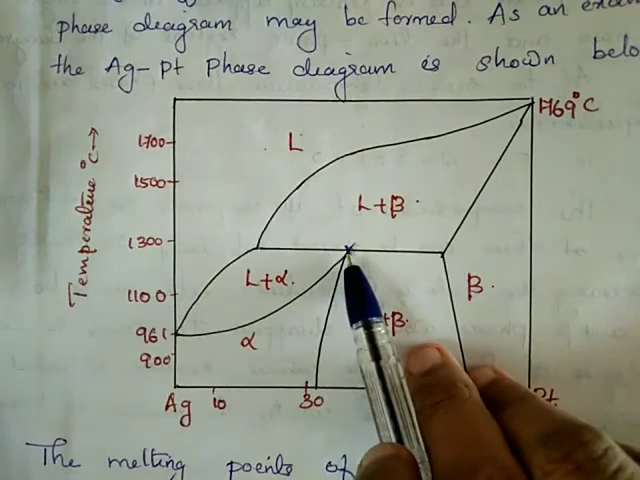 phase diagram may be formed. As an
the Ag-Pt phase diagram is shown
1769°C
L
1700
1500
L+β
Temperature °C→
1300
L+α
β
1100
+β
961
α
900
Ag 10 30 Pt
The melting points of